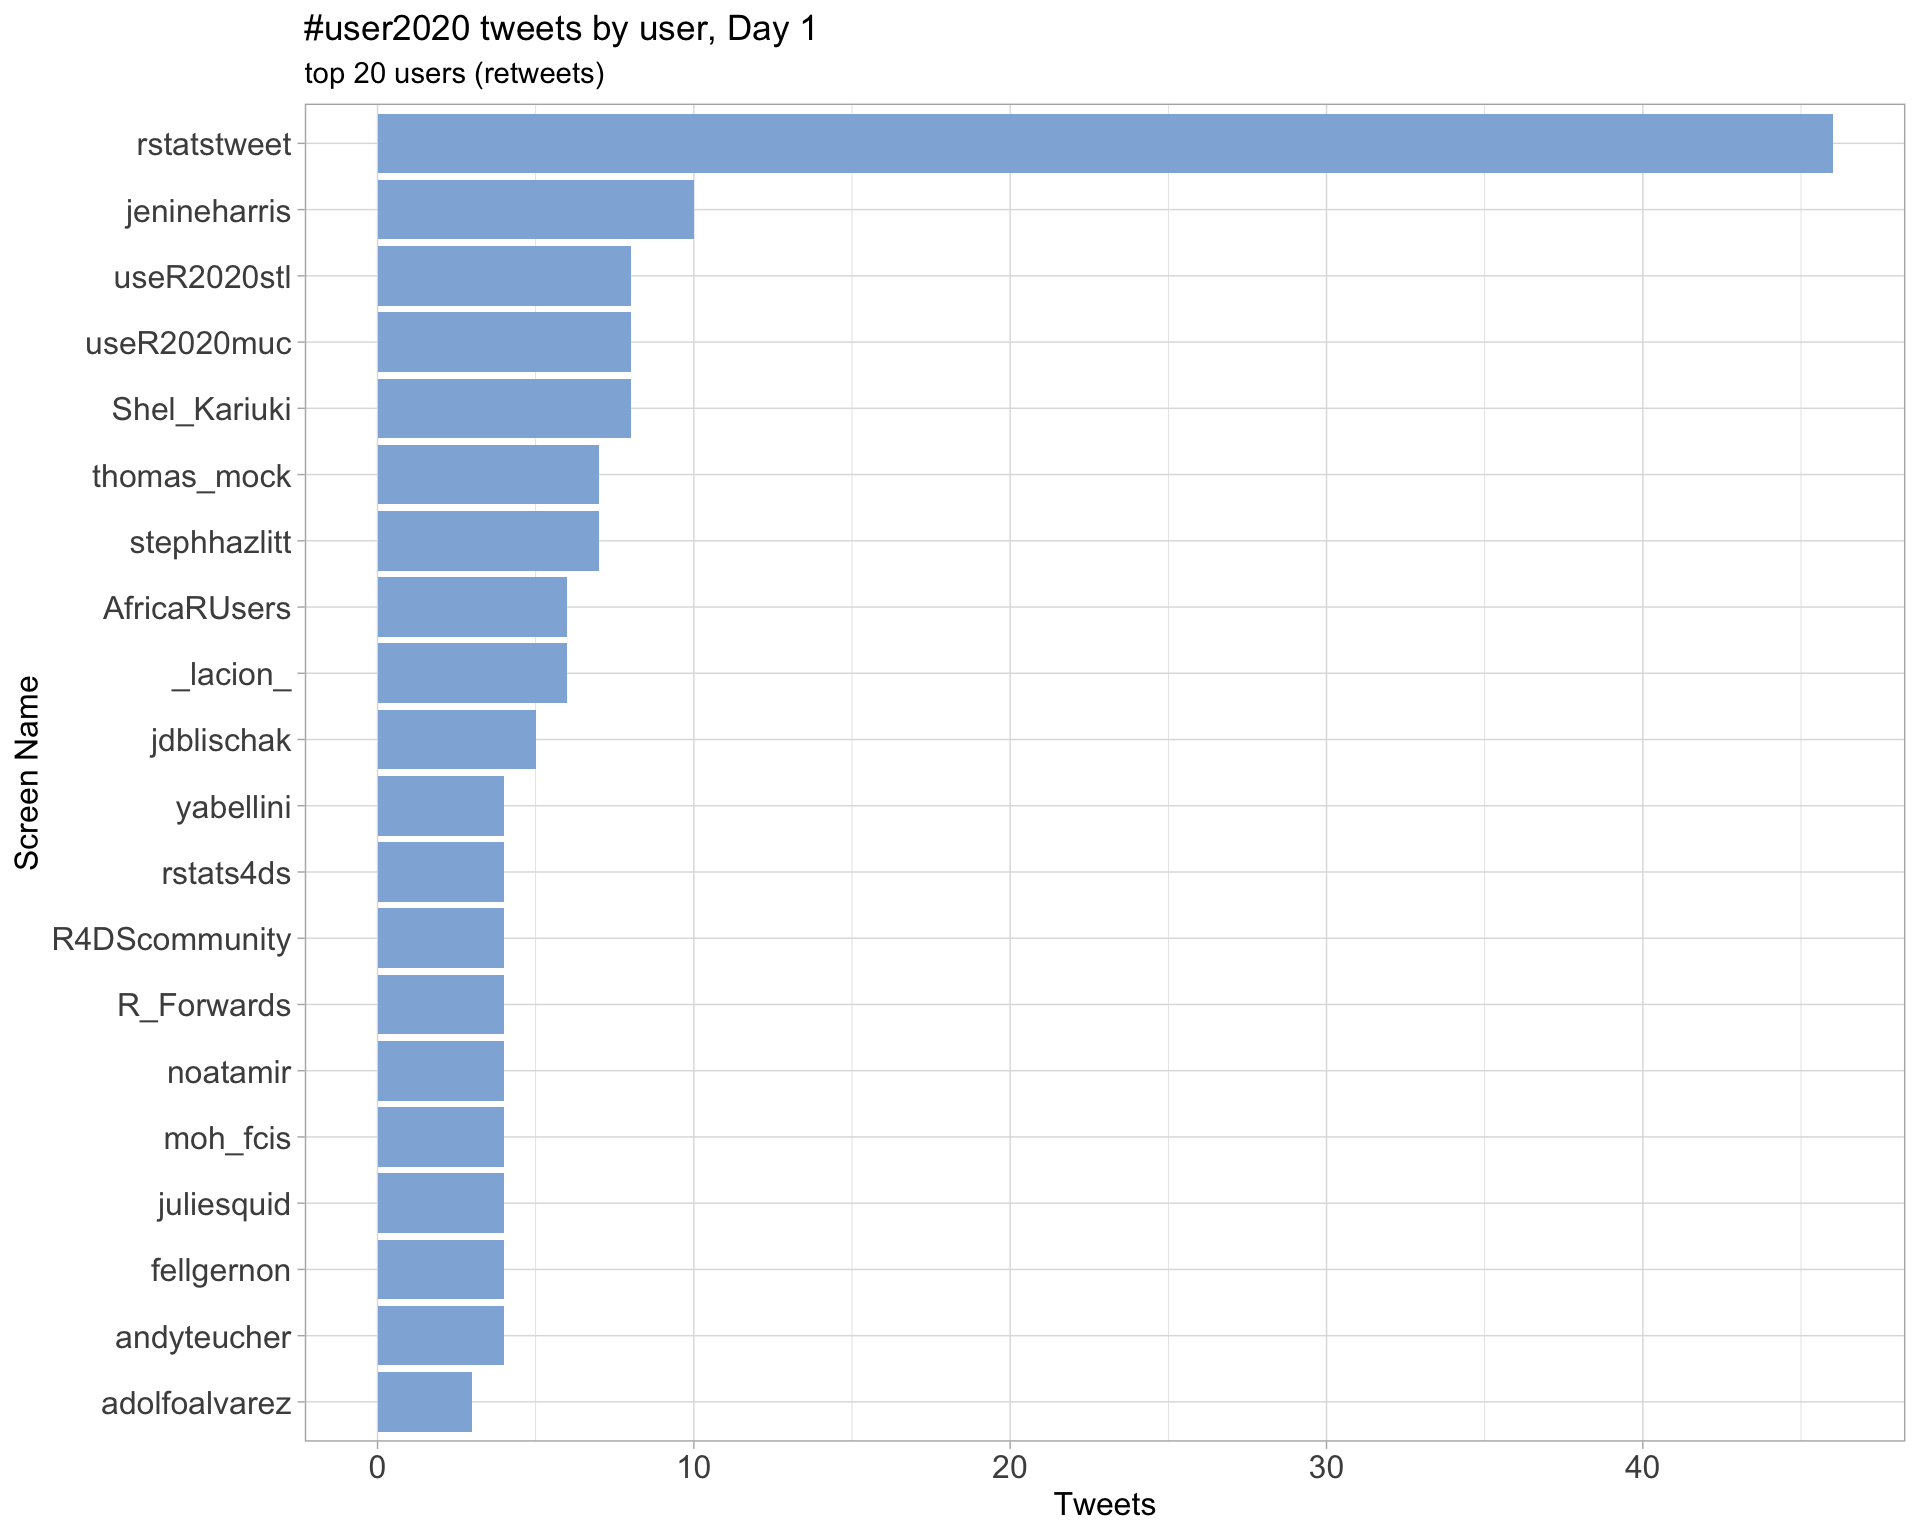 #user2020 tweets by user, Day 1
top 20 users (retweets)
rstatstweet
jenineharris
useR2020stl
useR2020muc
Shel_Kariuki
thomas_mock
stephhazlitt
AfricaRUsers
_lacion_
jdblischak
yabellini
rstats4ds
R4DScommunity
R_Forwards
noatamir
moh_fcis
juliesquid
fellgernon
andyteucher
adolfoalvarez
Screen Name
0 10 20 30 40
Tweets